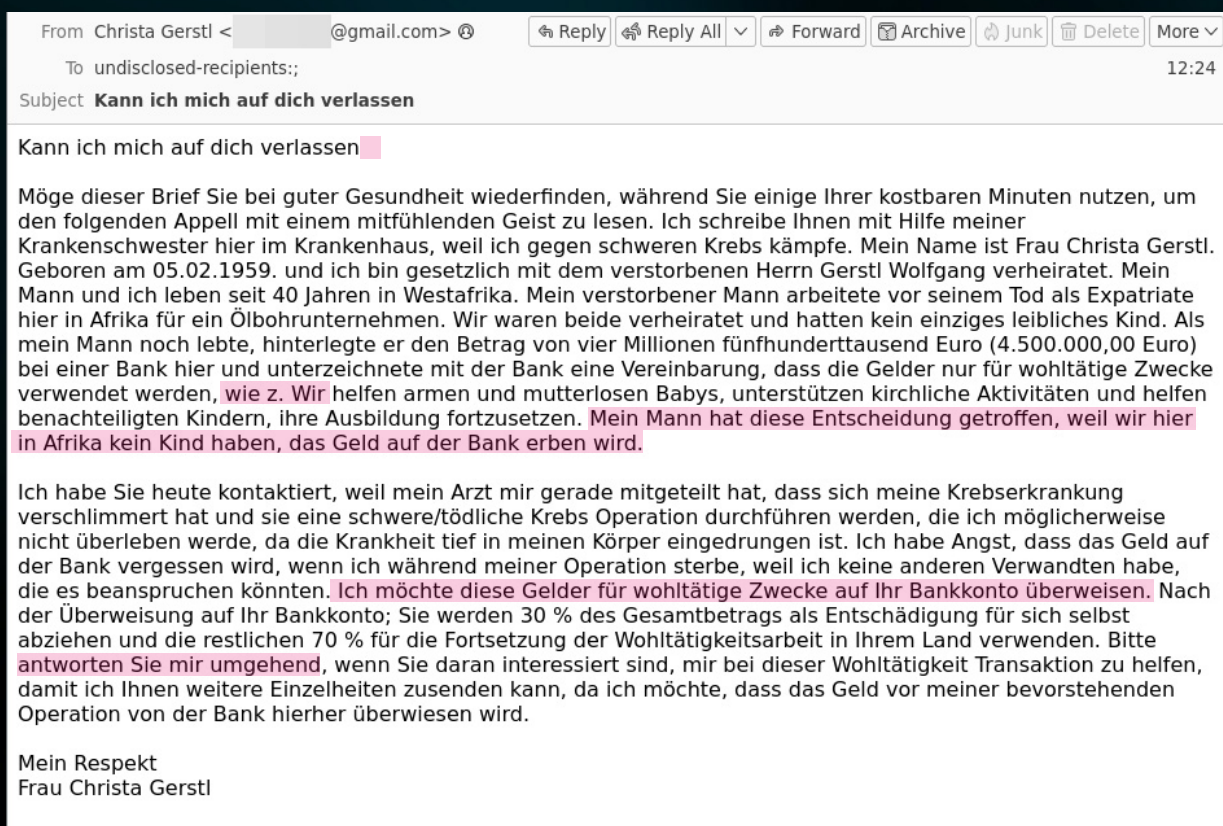 From Christa Gerstl < @gmail.com> Reply Reply All Forward Archive Junk Delete More
To undisclosed-recipients:; 12:24
Subject Kann ich mich auf dich verlassen
Kann ich mich auf dich verlassen
Möge dieser Brief Sie bei guter Gesundheit wiederfinden, während Sie einige Ihrer kostbaren Minuten nutzen, um
den folgenden Appell mit einem mitfühlenden Geist zu lesen. Ich schreibe Ihnen mit Hilfe meiner
Krankenschwester hier im Krankenhaus, weil ich gegen schweren Krebs kämpfe. Mein Name ist Frau Christa Gerstl.
Geboren am 05.02.1959. und ich bin gesetzlich mit dem verstorbenen Herrn Gerstl Wolfgang verheiratet. Mein
Mann und ich leben seit 40 Jahren in Westafrika. Mein verstorbener Mann arbeitete vor seinem Tod als Expatriate
hier in Afrika für ein Ölbohrunternehmen. Wir waren beide verheiratet und hatten kein einziges leibliches Kind. Als
mein Mann noch lebte, hinterlegte er den Betrag von vier Millionen fünfhunderttausend Euro (4.500.000,00 Euro)
bei einer Bank hier und unterzeichnete mit der Bank eine Vereinbarung, dass die Gelder nur für wohltätige Zwecke
verwendet werden, wie z. Wir helfen armen und mutterlosen Babys, unterstützen kirchliche Aktivitäten und helfen
benachteiligten Kindern, ihre Ausbildung fortzusetzen. Mein Mann hat diese Entscheidung getroffen, weil wir hier
in Afrika kein Kind haben, das Geld auf der Bank erben wird.
Ich habe Sie heute kontaktiert, weil mein Arzt mir gerade mitgeteilt hat, dass sich meine Krebserkrankung
verschlimmert hat und sie eine schwere/tödliche Krebs Operation durchführen werden, die ich möglicherweise
nicht überleben werde, da die Krankheit tief in meinen Körper eingedrungen ist. Ich habe Angst, dass das Geld auf
der Bank vergessen wird, wenn ich während meiner Operation sterbe, weil ich keine anderen Verwandten habe,
die es beanspruchen könnten. Ich möchte diese Gelder für wohltätige Zwecke auf Ihr Bankkonto überweisen. Nach
der Überweisung auf Ihr Bankkonto; Sie werden 30 % des Gesamtbetrags als Entschädigung für sich selbst
abziehen und die restlichen 70 % für die Fortsetzung der Wohltätigkeitsarbeit in Ihrem Land verwenden. Bitte
antworten Sie mir umgehend, wenn Sie daran interessiert sind, mir bei dieser Wohltätigkeit Transaktion zu helfen,
damit ich Ihnen weitere Einzelheiten zusenden kann, da ich möchte, dass das Geld vor meiner bevorstehenden
Operation von der Bank hierher überwiesen wird.
Mein Respekt
Frau Christa Gerstl